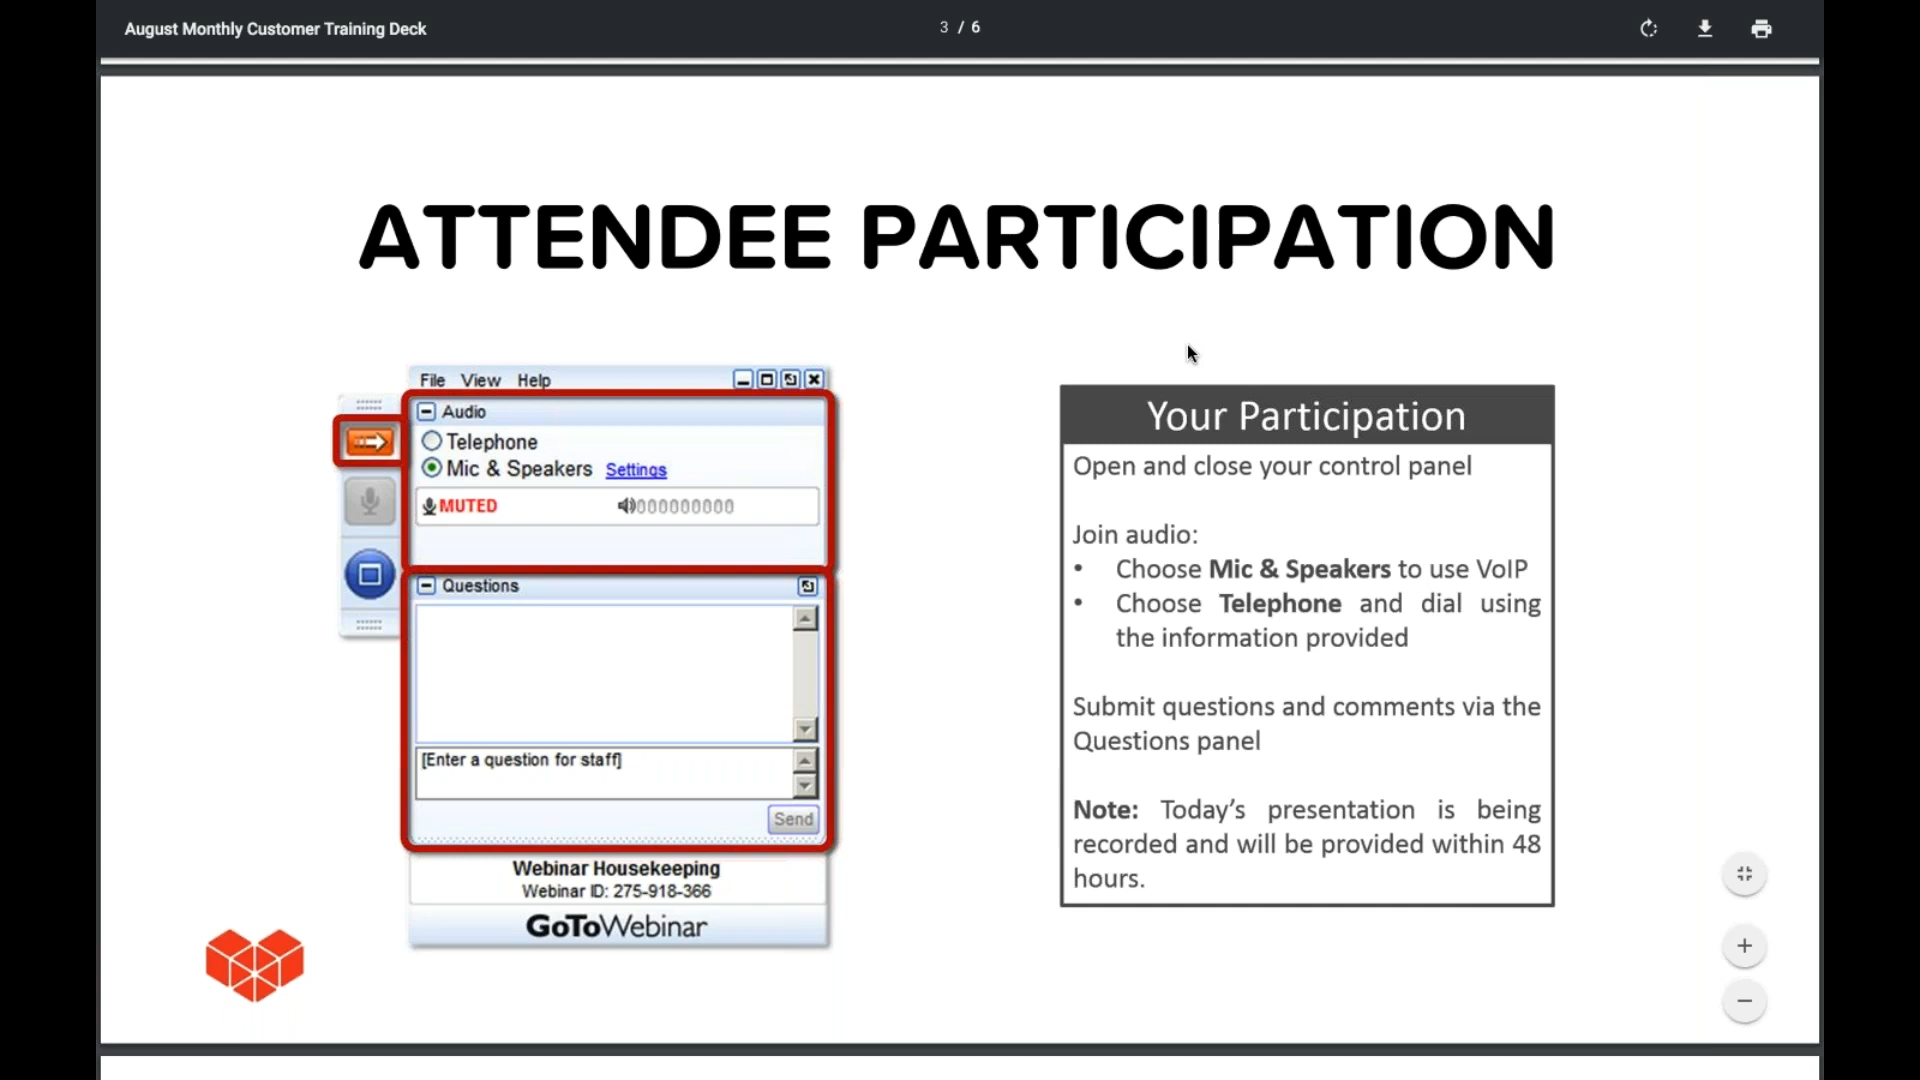 August Monthly Customer Training Deck
3 / 6
ATTENDEE PARTICIPATION
File View Help
Audio
Telephone
Mic & Speakers Settings
MUTED 000000000
Questions
[Enter a question for staff]
Send
Webinar Housekeeping
Webinar ID: 275-918-366
GoToWebinar
Your Participation
Open and close your control panel
Join audio:
• Choose Mic & Speakers to use VoIP
• Choose Telephone and dial using
the information provided
Submit questions and comments via the
Questions panel
Note: Today's presentation is being
recorded and will be provided within 48
hours.